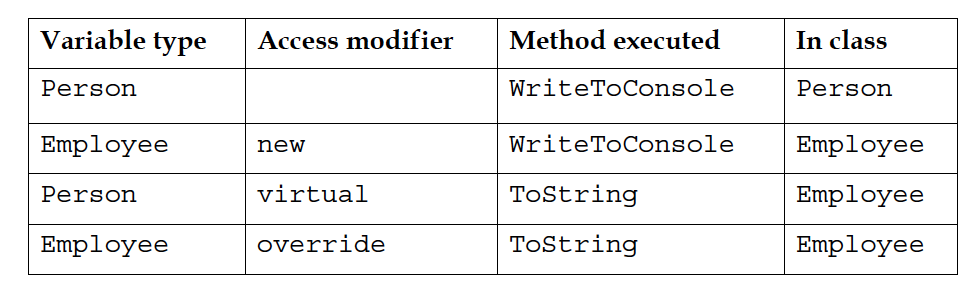 Variable type Access modifier Method executed In class
Person WriteToConsole Person
Employee new WriteToConsole Employee
Person virtual ToString Employee
Employee override ToString Employee